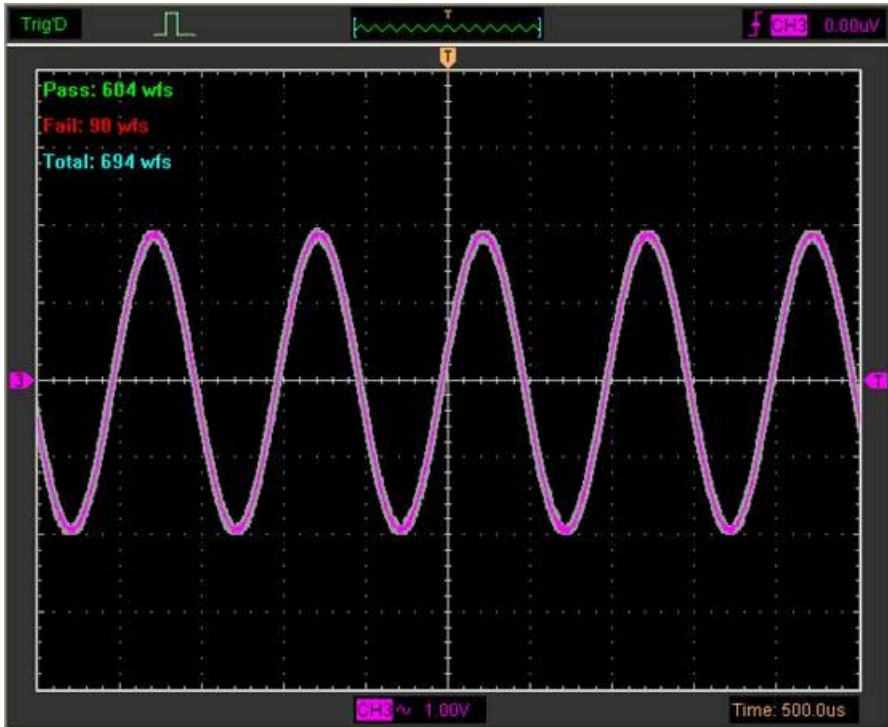 Trig'D
T
CH3 0.00uV
T
Pass: 604 wfs
Fail: 90 wfs
Total: 694 wfs
3
T
CH3 1.00V
Time: 500.0us